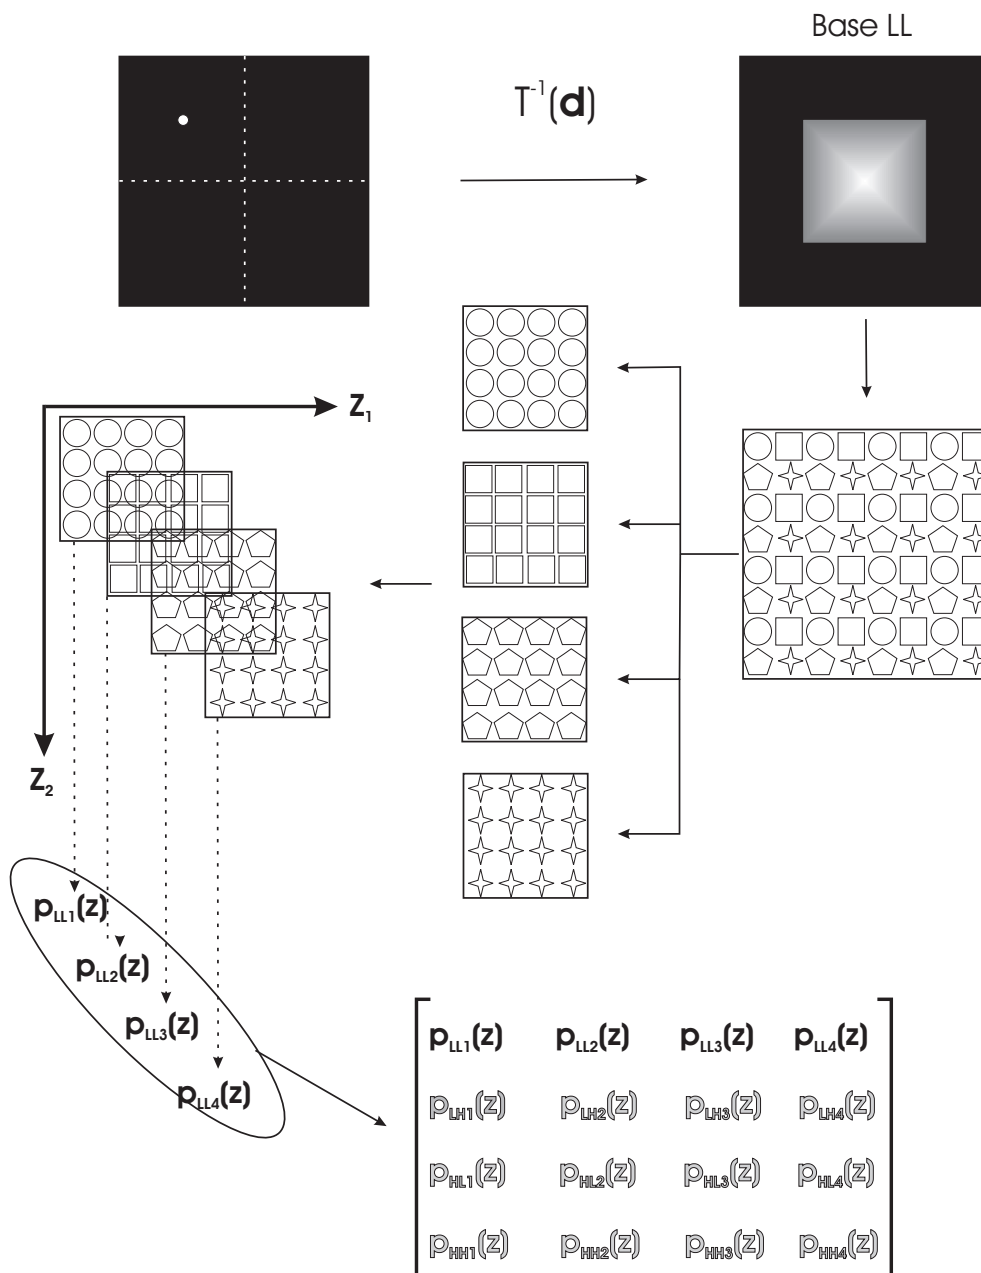 Base LL
T⁻¹(d)
Z₁
Z₂
p_LL1(z)
p_LL2(z)
p_LL3(z)
p_LL4(z)
p_LL1(z) p_LL2(z) p_LL3(z) p_LL4(z)
p_LH1(z) p_LH2(z) p_LH3(z) p_LH4(z)
p_HL1(z) p_HL2(z) p_HL3(z) p_HL4(z)
p_HH1(z) p_HH2(z) p_HH3(z) p_HH4(z)